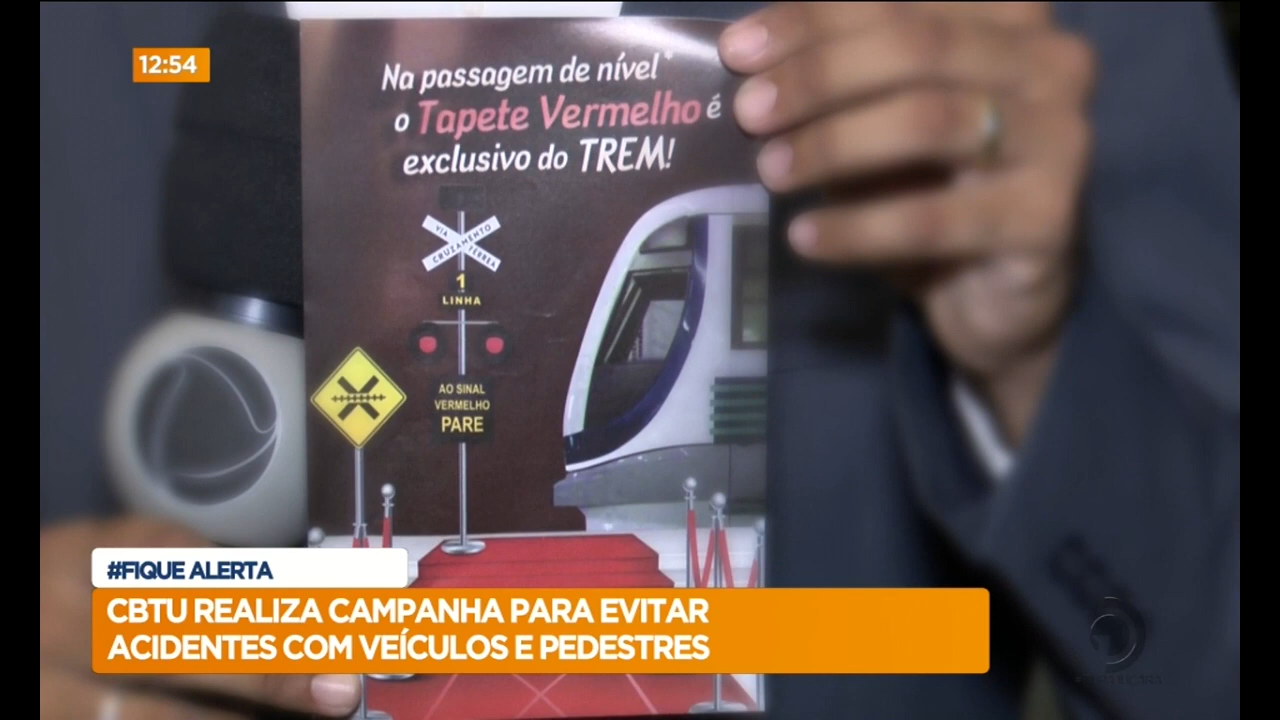 12:54
Na passagem de nível*
o Tapete Vermelho é
exclusivo do TREM!
VIA FÉRREA
CRUZAMENTO
1
LINHA
AO SINAL
VERMELHO
PARE
#FIQUE ALERTA
CBTU REALIZA CAMPANHA PARA EVITAR
ACIDENTES COM VEÍCULOS E PEDESTRES